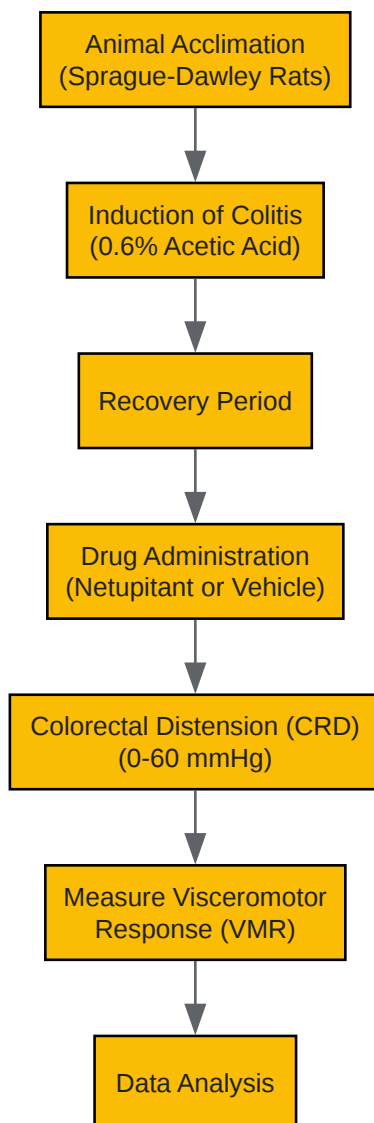 Animal Acclimation
(Sprague-Dawley Rats)
Induction of Colitis
(0.6% Acetic Acid)
Recovery Period
Drug Administration
(Netupitant or Vehicle)
Colorectal Distension (CRD)
(0-60 mmHg)
Measure Visceromotor
Response (VMR)
Data Analysis